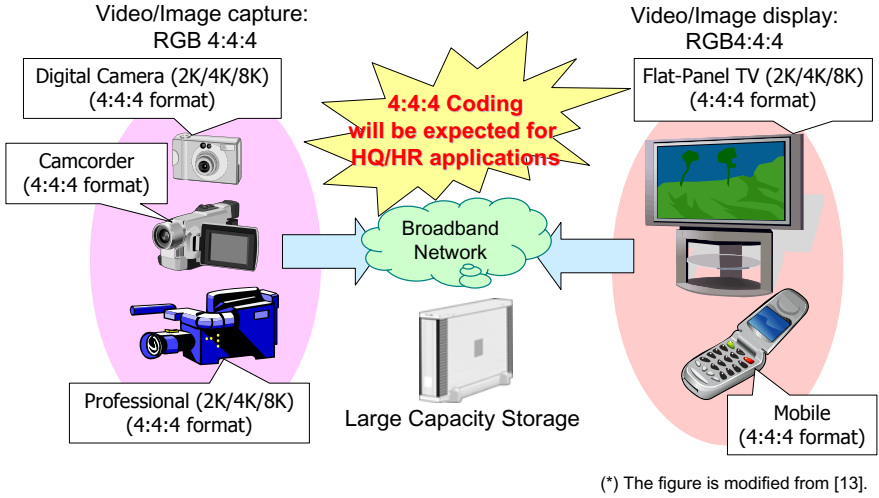 Video/Image capture:
RGB 4:4:4
Digital Camera (2K/4K/8K)
(4:4:4 format)
Camcorder
(4:4:4 format)
Professional (2K/4K/8K)
(4:4:4 format)
4:4:4 Coding
will be expected for
HQ/HR applications
Broadband
Network
Large Capacity Storage
Video/Image display:
RGB4:4:4
Flat-Panel TV (2K/4K/8K)
(4:4:4 format)
Mobile
(4:4:4 format)
(*) The figure is modified from [13].